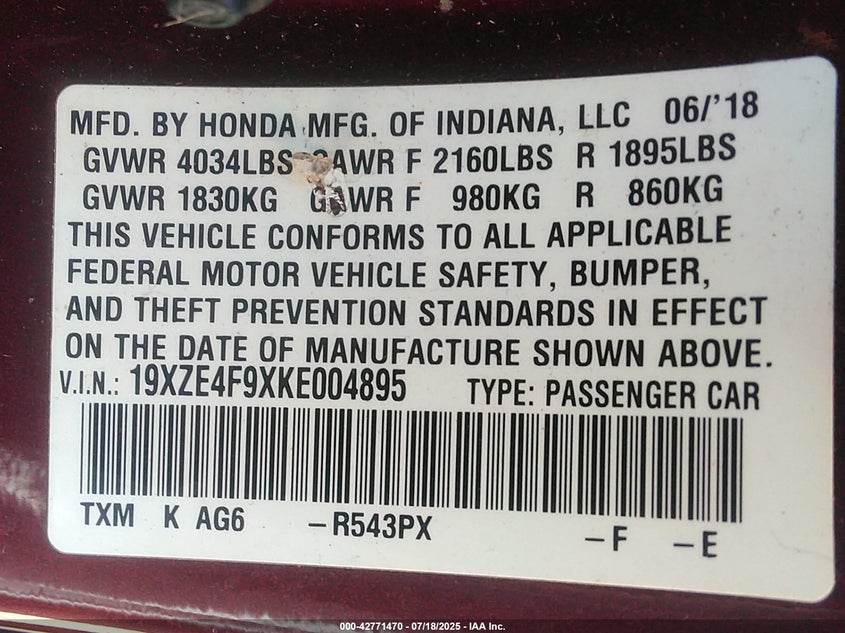 MFD. BY HONDA MFG. OF INDIANA, LLC 06/'18
GVWR 4034LBS F 2160LBS R 1895LBS
GVWR 1830KG F 980KG R 860KG
THIS VEHICLE CONFORMS TO ALL APPLICABLE
FEDERAL MOTOR VEHICLE SAFETY, BUMPER,
AND THEFT PREVENTION STANDARDS IN EFFECT
ON THE DATE OF MANUFACTURE SHOWN ABOVE.
V.I.N.: 19XZE4F9XKE004895 TYPE: PASSENGER CAR
TXM K AG6 –R543PX –F –E
000-42771470 - 07/18/2025 - IAA Inc.